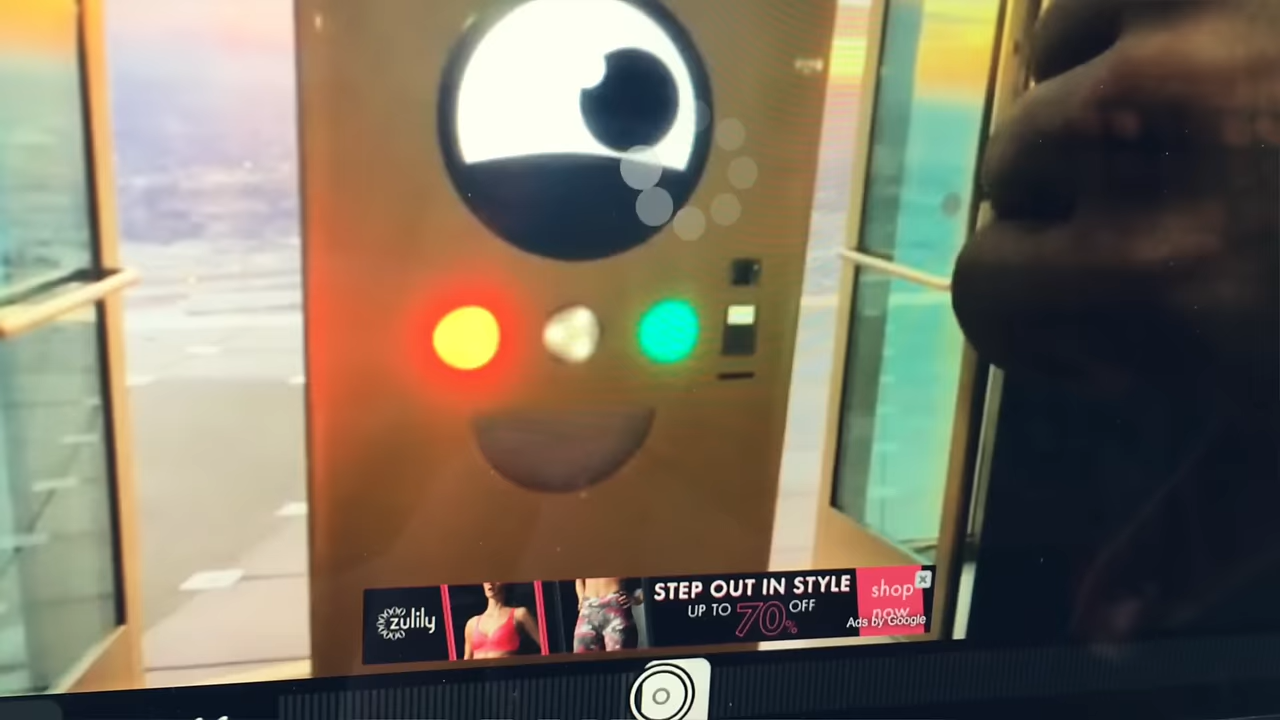 zulily
STEP OUT IN STYLE
UP TO 70% OFF
shop
now
Ads by Google